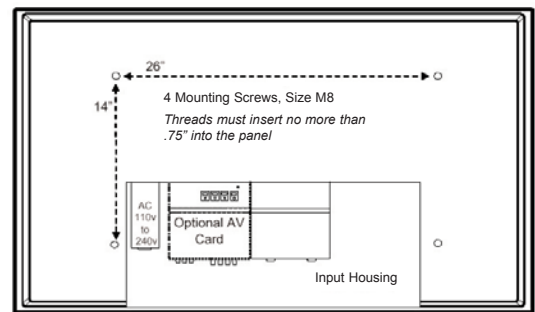 26"
14"
4 Mounting Screws, Size M8
Threads must insert no more than
.75” into the panel
AC
110v
to
240v
Optional AV
Card
Input Housing